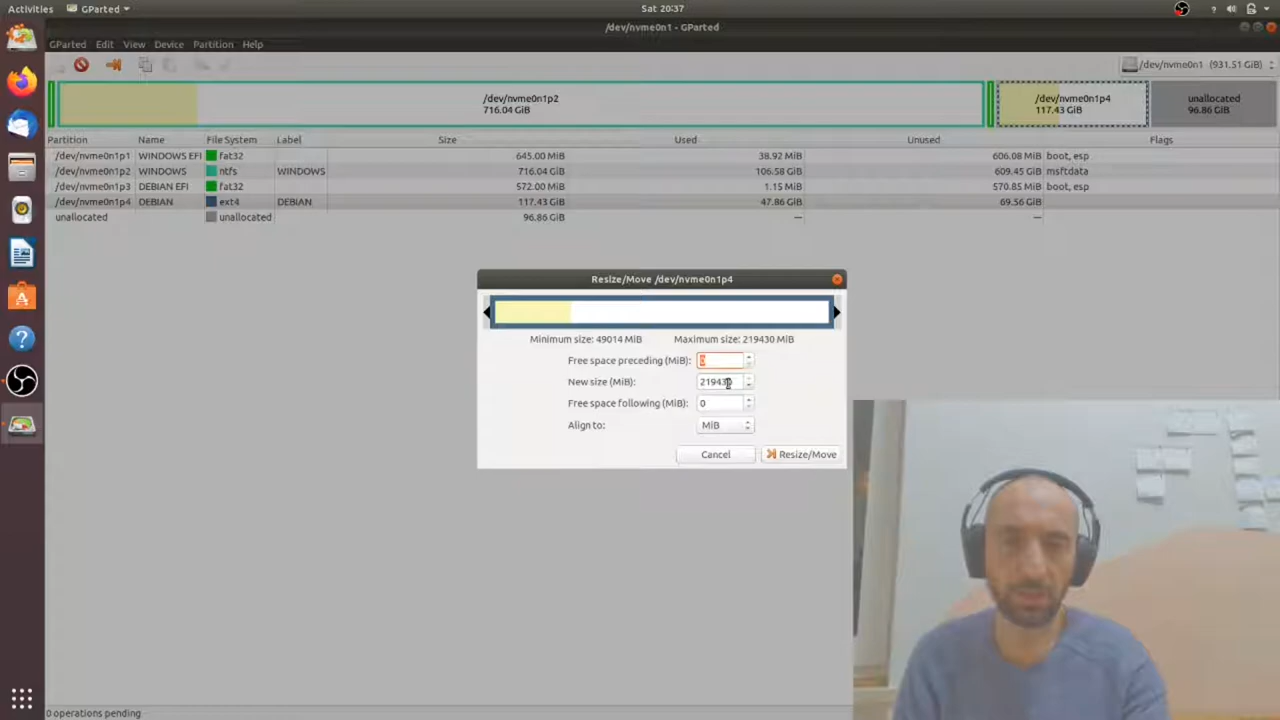 Activities GParted Sat 20:37
/dev/nvme0n1 - GParted
GParted Edit View Device Partition Help
/dev/nvme0n1 (931.51 GiB)
/dev/nvme0n1p2
716.04 GiB
/dev/nvme0n1p4
117.43 GiB
unallocated
96.86 GiB
Partition Name File System Label Size Used Unused Flags
/dev/nvme0n1p1 WINDOWS EFI fat32 645.00 MiB 38.92 MiB 606.08 MiB boot, esp
/dev/nvme0n1p2 WINDOWS ntfs WINDOWS 716.04 GiB 106.58 GiB 609.45 GiB msftdata
/dev/nvme0n1p3 DEBIAN EFI fat32 572.00 MiB 1.15 MiB 570.85 MiB boot, esp
/dev/nvme0n1p4 DEBIAN ext4 DEBIAN 117.43 GiB 47.86 GiB 69.56 GiB
unallocated unallocated 96.86 GiB — —
Resize/Move /dev/nvme0n1p4
Minimum size: 49014 MiB Maximum size: 219430 MiB
Free space preceding (MiB): 0
New size (MiB): 219430
Free space following (MiB): 0
Align to: MiB
Cancel Resize/Move
0 operations pending